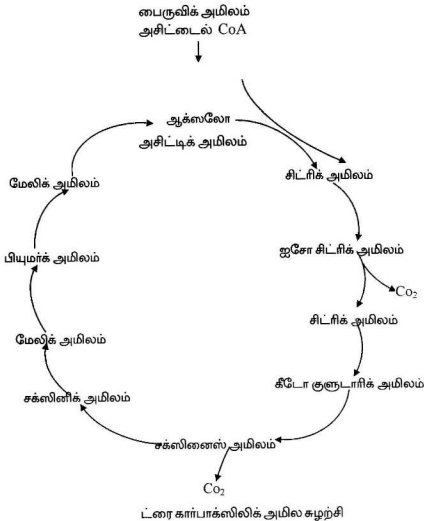 பைருவிக் அமிலம்
அசிட்டைல் CoA
ஆக்ஸலோ
அசிட்டிக் அமிலம்
சிட்ரிக் அமிலம்
ஐசோ சிட்ரிக் அமிலம்
Co₂
சிட்ரிக் அமிலம்
கீடோ குளுடாரிக் அமிலம்
சக்ஸினைஸ் அமிலம்
Co₂
சக்ஸினிக் அமிலம்
மேலிக் அமிலம்
பியுமர்க் அமிலம்
மேலிக் அமிலம்
ட்ரை கார்பாக்ஸிலிக் அமில சுழற்சி